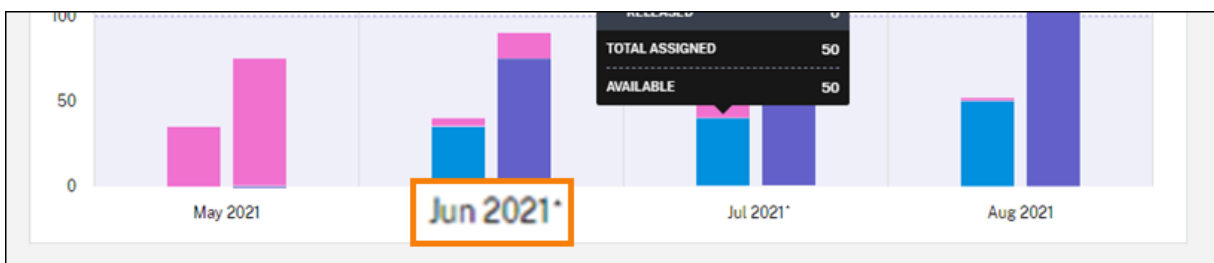 100
RELEASED 0
TOTAL ASSIGNED 50
AVAILABLE 50
50
0
May 2021
Jun 2021*
Jul 2021*
Aug 2021